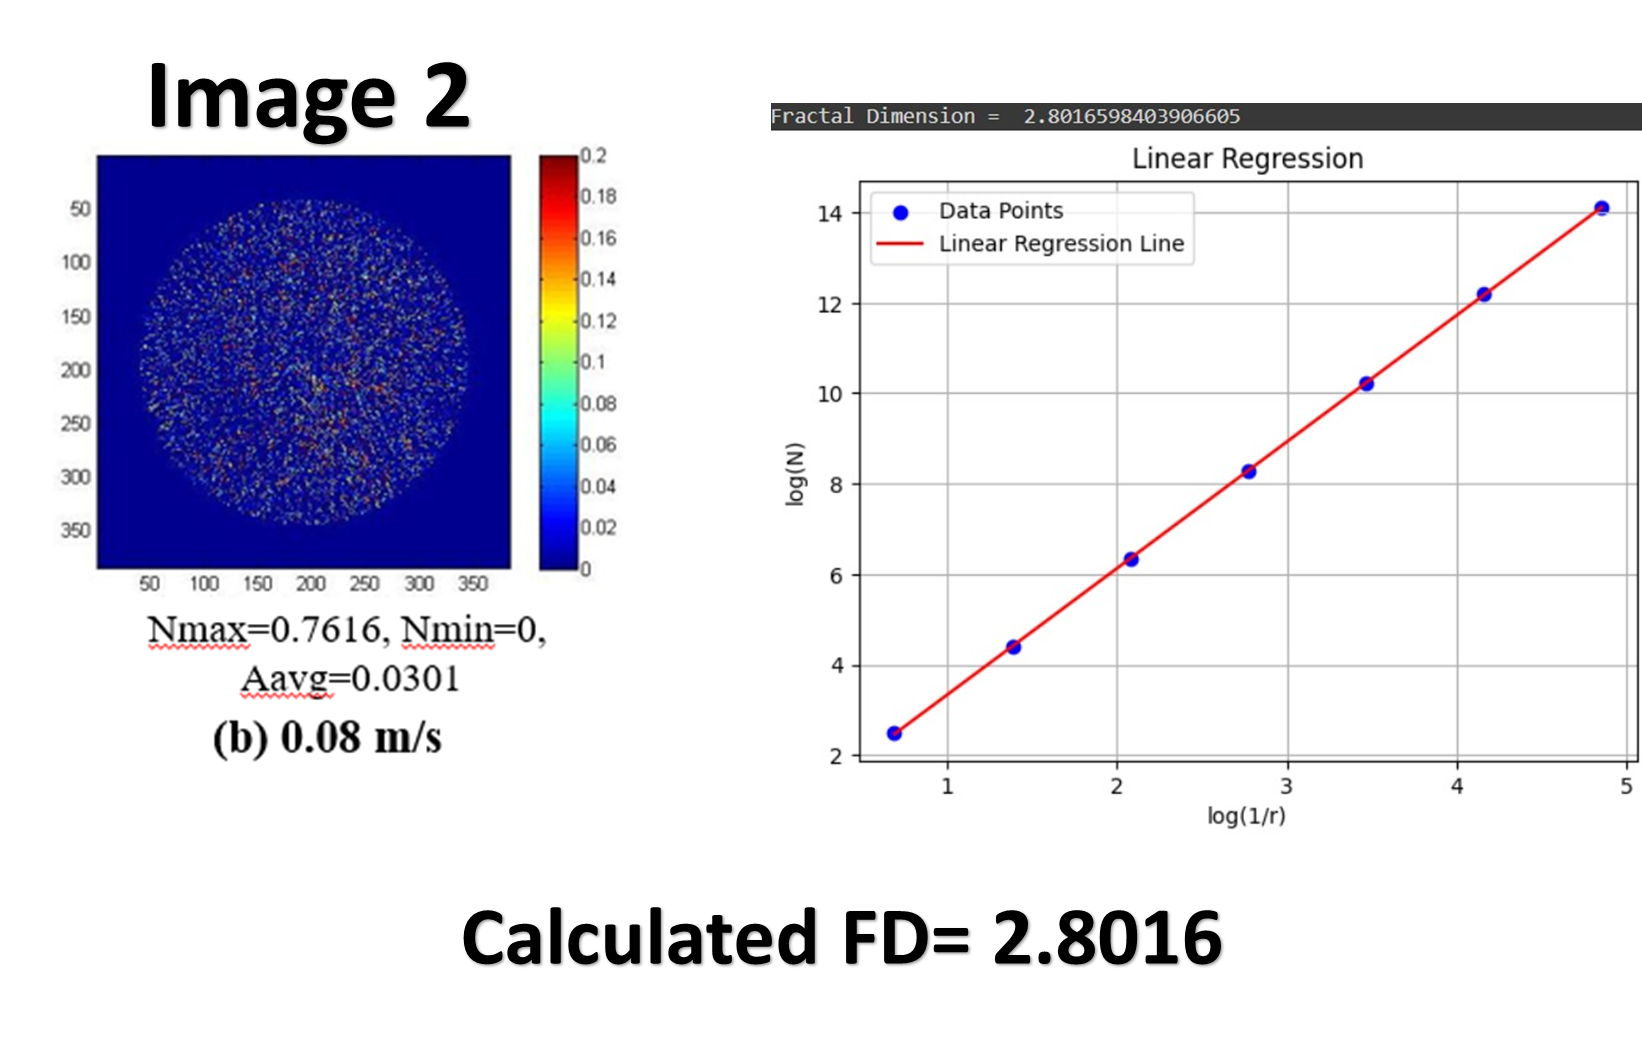 Image 2
50
100
150
200
250
300
350
50 100 150 200 250 300 350
0.2
0.18
0.16
0.14
0.12
0.1
0.08
0.06
0.04
0.02
0
Nmax=0.7616, Nmin=0,
Aavg=0.0301
(b) 0.08 m/s
Fractal Dimension = 2.8016598403906605
Linear Regression
Data Points
Linear Regression Line
log(N)
14
12
10
8
6
4
2
1 2 3 4 5
log(1/r)
Calculated FD= 2.8016